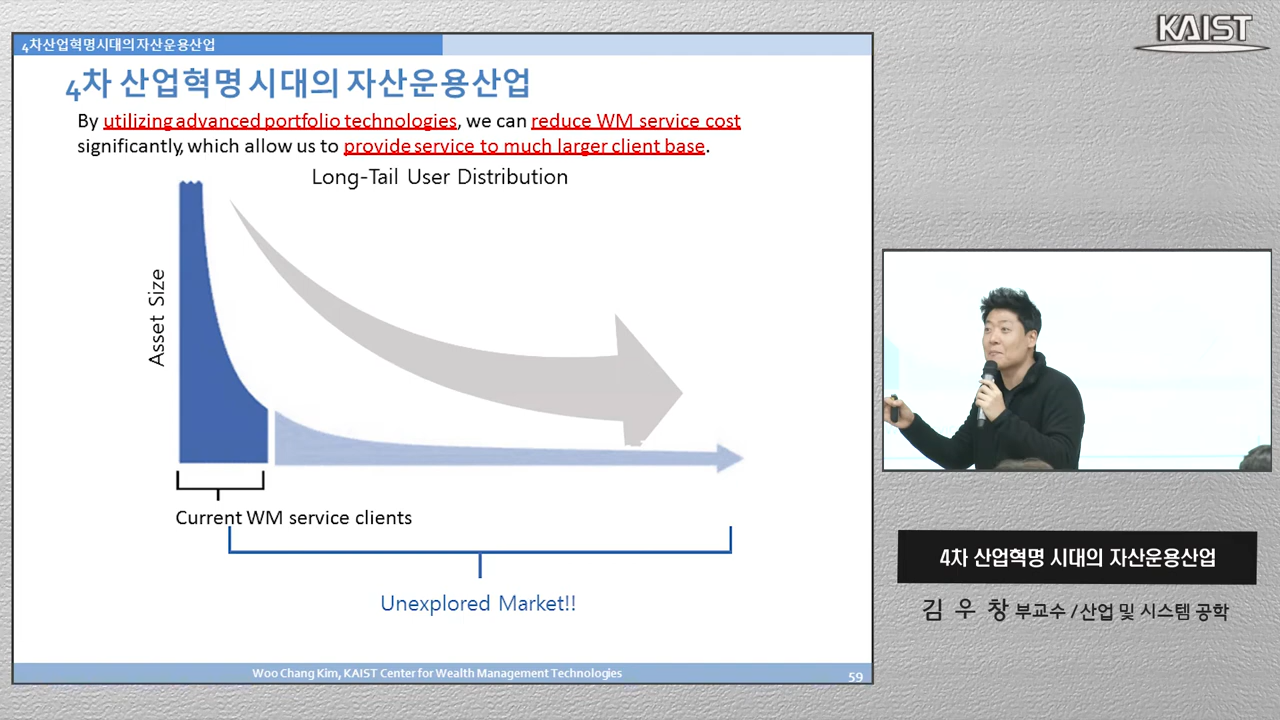 KAIST
4차산업혁명시대의자산운용산업
4차 산업혁명 시대의 자산운용산업
By utilizing advanced portfolio technologies, we can reduce WM service cost
significantly, which allow us to provide service to much larger client base.
Long-Tail User Distribution
Asset Size
Current WM service clients
Unexplored Market!!
Woo Chang Kim, KAIST Center for Wealth Management Technologies
59
4차 산업혁명 시대의 자산운용산업
김 우 창 부교수 / 산업 및 시스템 공학